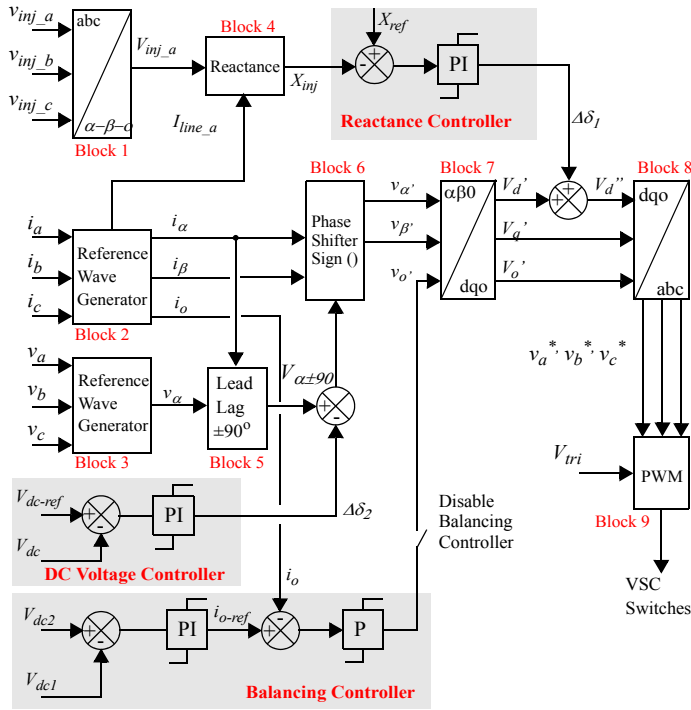 v_inj_a
v_inj_b
v_inj_c
abc
α−β−o
Block 1
V_inj_a
Block 4
Reactance
I_line_a
X_inj
X_ref
-
+
PI
Reactance Controller
Δδ_1
i_a
i_b
i_c
Reference
Wave
Generator
Block 2
i_α
i_β
i_o
Block 6
Phase
Shifter
Sign ()
v_α’
v_β’
v_o’
Block 7
αβ0
dqo
V_d’
V_q’
V_o’
+
+
V_d’’
Block 8
dqo
abc
v_a*, v_b*, v_c*
v_a
v_b
v_c
Reference
Wave
Generator
Block 3
v_α
Lead
Lag
±90°
Block 5
V_α±90
+
-
V_tri
PWM
Block 9
VSC
Switches
V_dc-ref
V_dc
+
-
PI
Δδ_2
DC Voltage Controller
Disable
Balancing
Controller
V_dc2
V_dc1
+
-
PI
i_o-ref
i_o
+
-
P
Balancing Controller